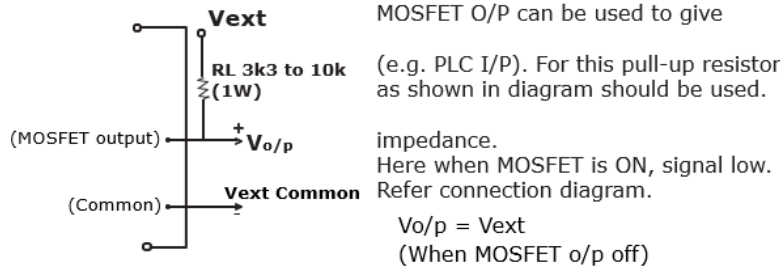 Vext
RL 3k3 to 10k
(1W)
(MOSFET output)
+
Vo/p
(Common)
Vext Common
-
MOSFET O/P can be used to give
(e.g. PLC I/P). For this pull-up resistor
as shown in diagram should be used.
impedance.
Here when MOSFET is ON, signal low.
Refer connection diagram.
Vo/p = Vext
(When MOSFET o/p off)